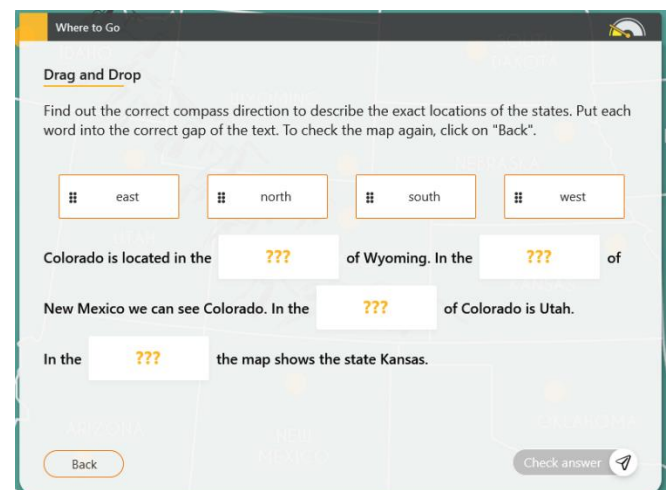 Where to Go
Drag and Drop
Find out the correct compass direction to describe the exact locations of the states. Put each
word into the correct gap of the text. To check the map again, click on "Back".
east north south west
Colorado is located in the ??? of Wyoming. In the ??? of
New Mexico we can see Colorado. In the ??? of Colorado is Utah.
In the ??? the map shows the state Kansas.
Back Check answer